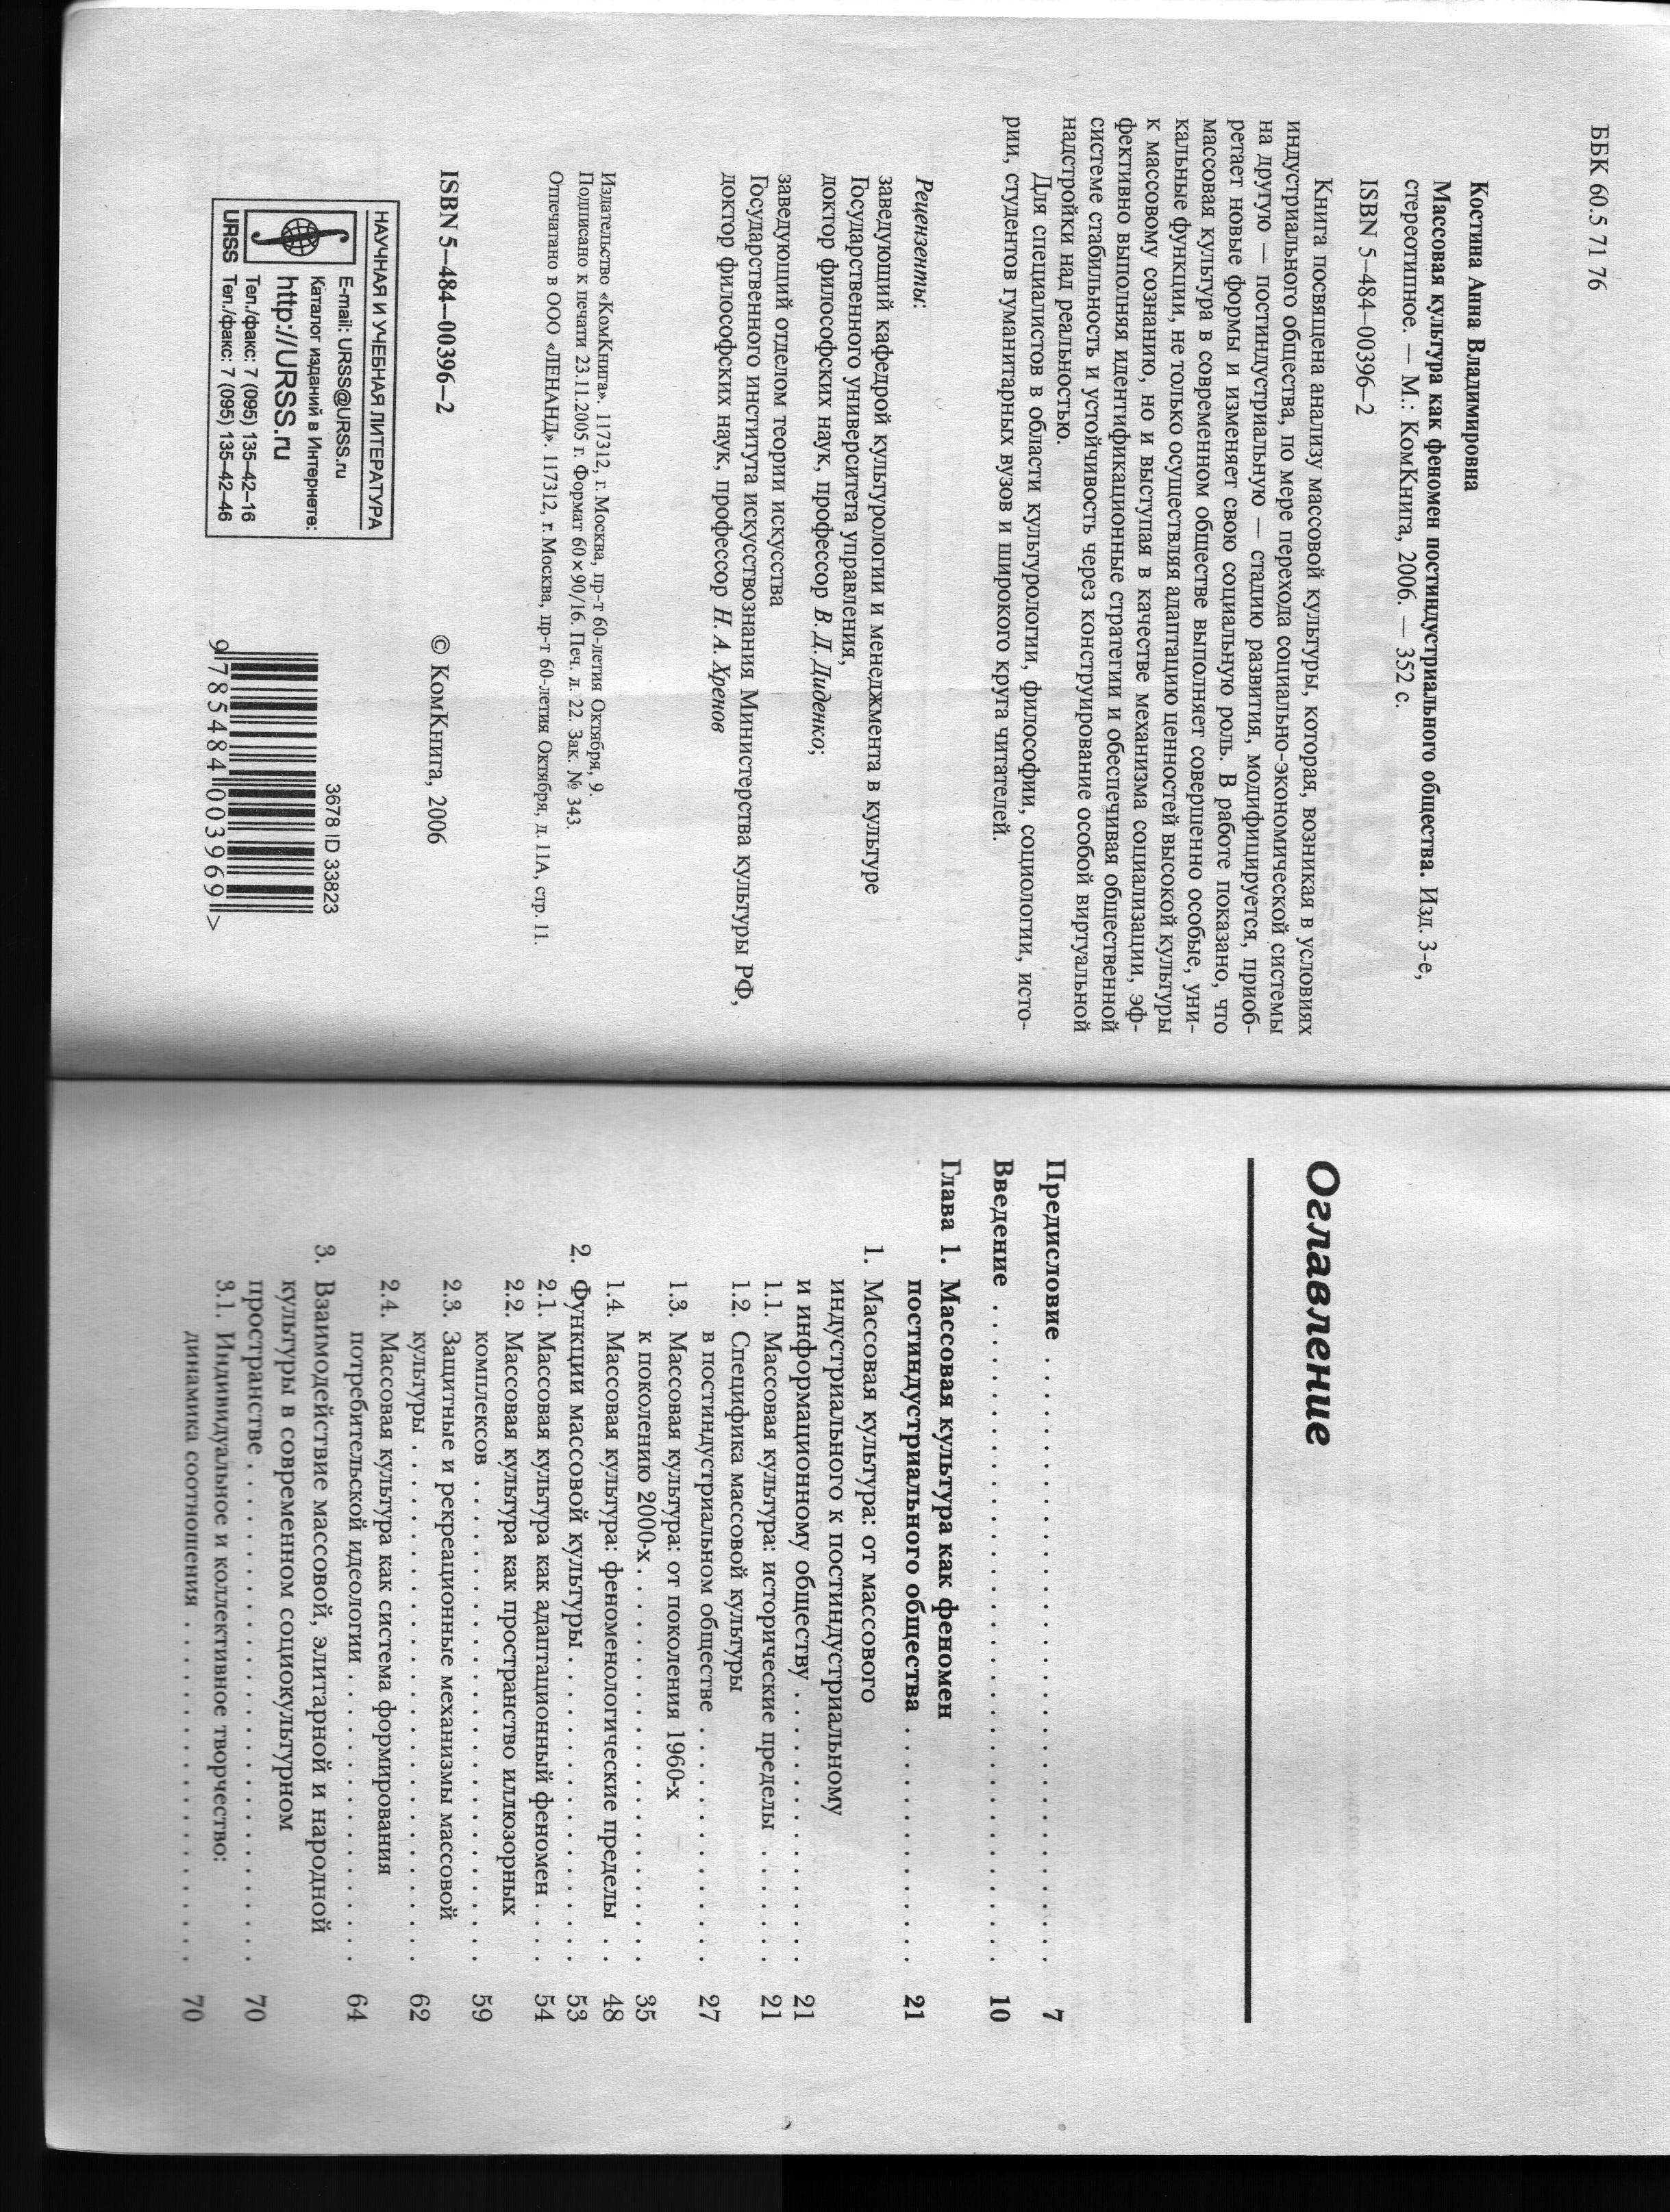 ББК 60.5 71 76
Костина Анна Владимировна
Массовая культура как феномен постиндустриального общества. Изд. 3-е,
стереотипное. — М.: КомКнига, 2006. — 352 с.
ISBN 5–484–00396–2
Книга посвящена анализу массовой культуры, которая, возникая в условиях
индустриального общества, по мере перехода социально-экономической системы
на другую — постиндустриальную — стадию развития, модифицируется, приоб-
ретает новые формы и изменяет свою социальную роль. В работе показано, что
массовая культура в современном обществе выполняет совершенно особые, уни-
кальные функции, не только осуществляя адаптацию ценностей высокой культуры
к массовому сознанию, но и выступая в качестве механизма социализации, эф-
фективно выполняя идентификационные стратегии и обеспечивая общественной
системе стабильность и устойчивость через конструирование особой виртуальной
надстройки над реальностью.
Для специалистов в области культурологии, философии, социологии, исто-
рии, студентов гуманитарных вузов и широкого круга читателей.
Рецензенты:
заведующий кафедрой культурологии и менеджмента в культуре
Государственного университета управления,
доктор философских наук, профессор В. Д. Диденко;
заведующий отделом теории искусства
Государственного института искусствознания Министерства культуры РФ,
доктор философских наук, профессор Н. А. Хренов
Издательство «КомКнига». 117312, г. Москва, пр-т 60-летия Октября, 9.
Подписано к печати 23.11.2005 г. Формат 60×90/16. Печ. л. 22. Зак. № 343.
Отпечатано в ООО «ЛЕНАНД». 117312, г. Москва, пр-т 60-летия Октября, д. 11А, стр. 11.
ISBN 5–484–00396–2
© КомКнига, 2006
НАУЧНАЯ И УЧЕБНАЯ ЛИТЕРАТУРА
E-mail: URSS@URSS.ru
Каталог изданий в Интернете:
http://URSS.ru
Тел./факс: 7 (095) 135–42–16
URSS Тел./факс: 7 (095) 135–42–46
3678 ID 33823
9 785484 003969 >
Оглавление
Предисловие . . . . . . . . . . . . . . . . . . . . 7
Введение . . . . . . . . . . . . . . . . . . . . 10
Глава 1. Массовая культура как феномен
постиндустриального общества . . . . . . . . . . . 21
1. Массовая культура: от массового
индустриального к постиндустриальному
и информационному обществу . . . . . . . . . . . 21
1.1. Массовая культура: исторические пределы . . . . . 21
1.2. Специфика массовой культуры
в постиндустриальном обществе . . . . . . . . . . 27
1.3. Массовая культура: от поколения 1960-х
к поколению 2000-х . . . . . . . . . . . . . . . 35
1.4. Массовая культура: феноменологические пределы . . 48
2. Функции массовой культуры . . . . . . . . . . . . 53
2.1. Массовая культура как адаптационный феномен . . . 54
2.2. Массовая культура как пространство иллюзорных
комплексов . . . . . . . . . . . . . . . . . . 59
2.3. Защитные и рекреационные механизмы массовой
культуры . . . . . . . . . . . . . . . . . . . 62
2.4. Массовая культура как система формирования
потребительской идеологии . . . . . . . . . . . 64
3. Взаимодействие массовой, элитарной и народной
культуры в современном социокультурном
пространстве . . . . . . . . . . . . . . . . . . 70
3.1. Индивидуальное и коллективное творчество:
динамика соотношения . . . . . . . . . . . . . 70